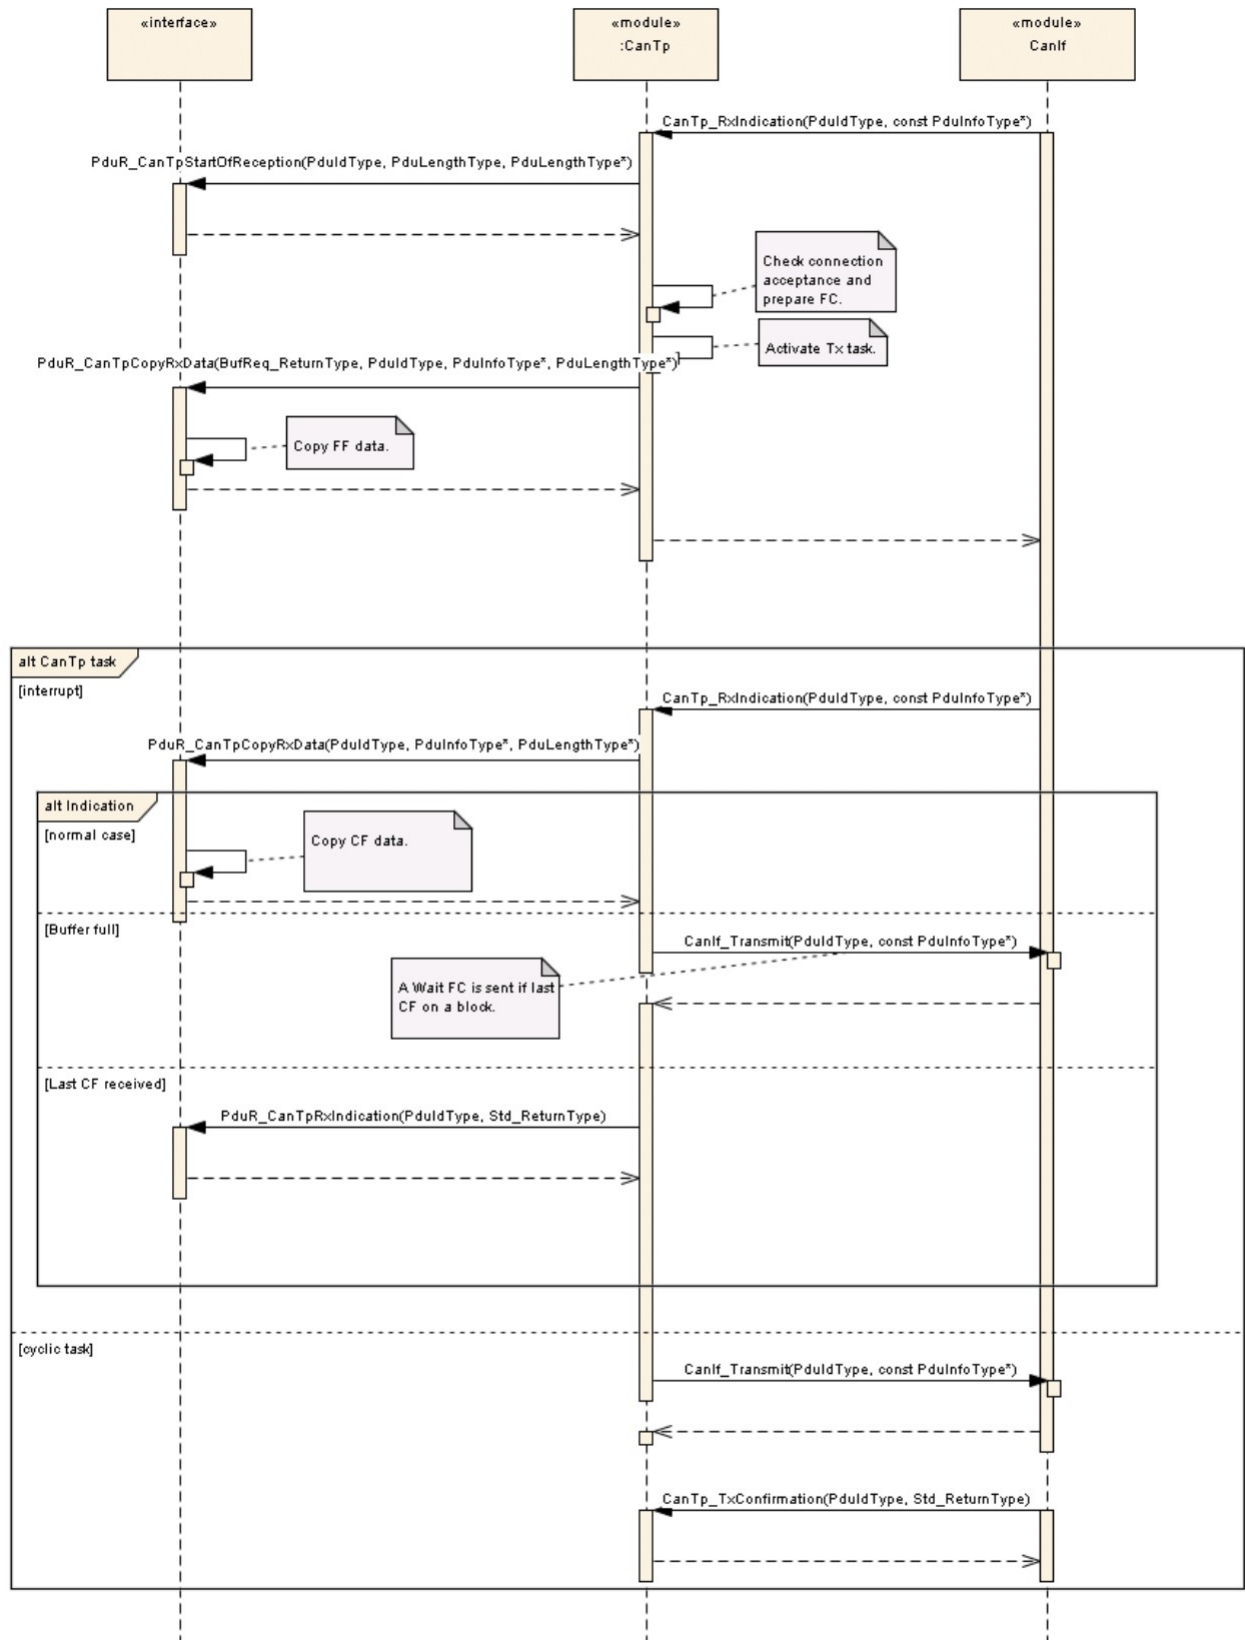 «interface»
«module»
:CanTp
«module»
CanIf
CanTp_RxIndication(PduIdType, const PduInfoType*)
PduR_CanTpStartOfReception(PduIdType, PduLengthType, PduLengthType*)
Check connection
acceptance and
prepare FC.
Activate Tx task.
PduR_CanTpCopyRxData(BufReq_ReturnType, PduIdType, PduInfoType*, PduLengthType*)
Copy FF data.
alt CanTp task
[interrupt]
CanTp_RxIndication(PduIdType, const PduInfoType*)
PduR_CanTpCopyRxData(PduIdType, PduInfoType*, PduLengthType*)
alt Indication
[normal case]
Copy CF data.
[Buffer full]
CanIf_Transmit(PduIdType, const PduInfoType*)
A Wait FC is sent if last
CF on a block.
[Last CF received]
PduR_CanTpRxIndication(PduIdType, Std_ReturnType)
[cyclic task]
CanIf_Transmit(PduIdType, const PduInfoType*)
CanTp_TxConfirmation(PduIdType, Std_ReturnType)